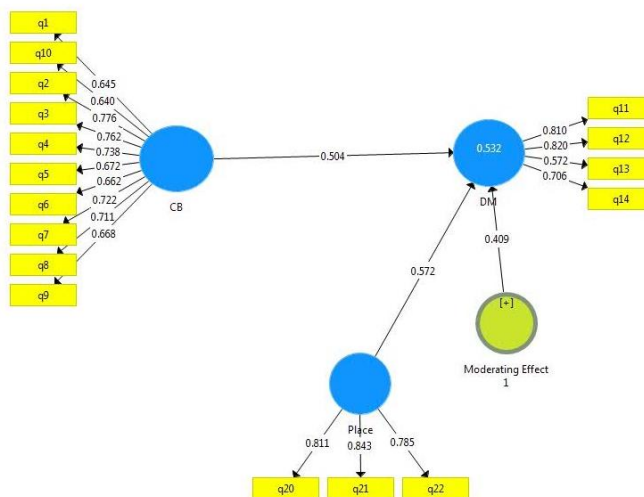 q1
q10
q2
q3
q4
q5
q6
q7
q8
q9
0.645
0.640
0.776
0.762
0.738
0.672
0.662
0.722
0.711
0.668
CB
0.504
0.532
DM
0.810
0.820
0.572
0.706
q11
q12
q13
q14
0.572
0.409
[+]
Moderating Effect
1
Place
0.811
0.843
0.785
q20
q21
q22